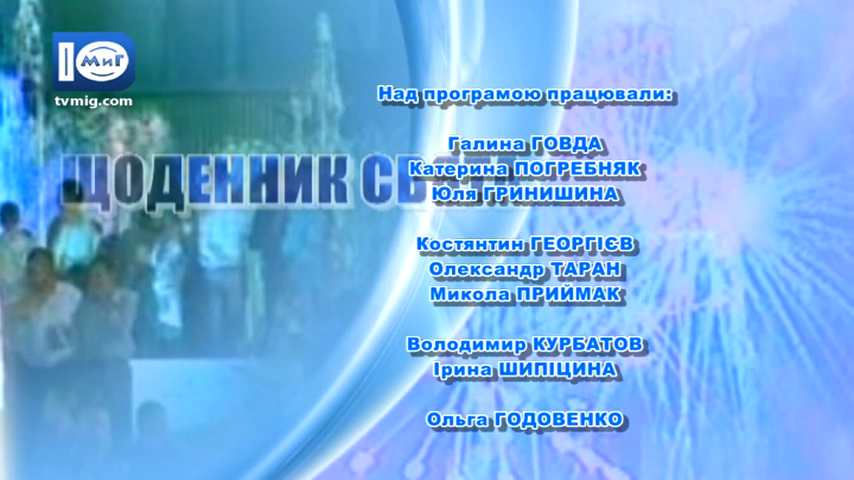 10
МиГ
tvmig.com
Над програмою працювали:
ЩОДЕННИК
Галина ГОВДА
Катерина ПОГРЕБНЯК
Юля ГРИНИШИНА
Костянтин ГЕОРГІЄВ
Олександр ТАРАН
Микола ПРИЙМАК
Володимир КУРБАТОВ
Ірина ШИПІЦИНА
Ольга ГОДОВЕНКО